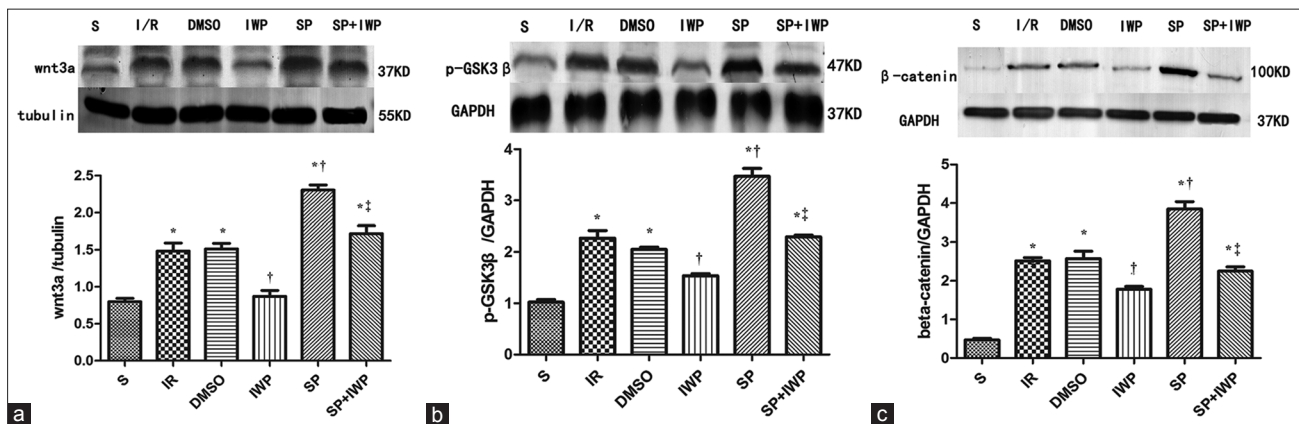 S I/R DMSO IWP SP SP+IWP
wnt3a 37KD
tubulin 55KD
wnt3a /tubulin
2.5
2.0
1.5
1.0
0.5
0.0
* * † *† *‡
S IR DMSO IWP SP SP+IWP
a
S I/R DMSO IWP SP SP+IWP
p-GSK3 β 47KD
GAPDH 37KD
p-GSK3β /GAPDH
4
3
2
1
0
* * † *† *‡
S IR DMSO IWP SP SP+IWP
b
S I/R DMSO IWP SP SP+IWP
β-catenin 100KD
GAPDH 37KD
beta-catenin/GAPDH
5
4
3
2
1
0
* * † *† *‡
S IR DMSO IWP SP SP+IWP
c